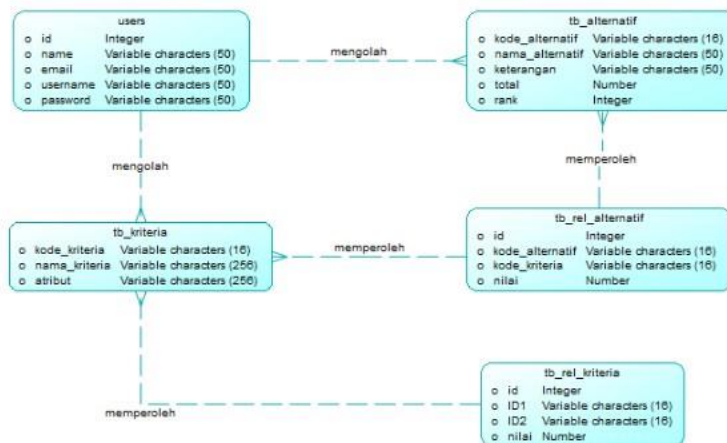 users
o id Integer
o name Variable characters (50)
o email Variable characters (50)
o username Variable characters (50)
o password Variable characters (50)
mengolah
tb_alternatif
o kode_alternatif Variable characters (16)
o nama_alternatif Variable characters (50)
o keterangan Variable characters (50)
o total Number
o rank Integer
mengolah
memperoleh
tb_kriteria
o kode_kriteria Variable characters (16)
o nama_kriteria Variable characters (256)
o atribut Variable characters (256)
memperoleh
tb_rel_alternatif
o id Integer
o kode_alternatif Variable characters (16)
o kode_kriteria Variable characters (16)
o nilai Number
memperoleh
tb_rel_kriteria
o id Integer
o ID1 Variable characters (16)
o ID2 Variable characters (16)
o nilai Number